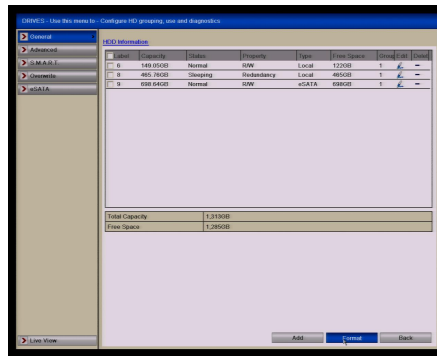 DRIVES - Use this menu to - Configure HD grouping, use and diagnostics
General
Advanced
S.M.A.R.T.
Overwrite
eSATA
HDD Information
Label Capacity Status Property Type Free Space Group Edit Delet
6 149.05GB Normal R/W Local 122GB 1
8 465.76GB Sleeping Redundancy Local 465GB 1
9 698.64GB Normal R/W eSATA 698GB 1
Total Capacity 1,313GB
Free Space 1,285GB
Add Format Back
Live View